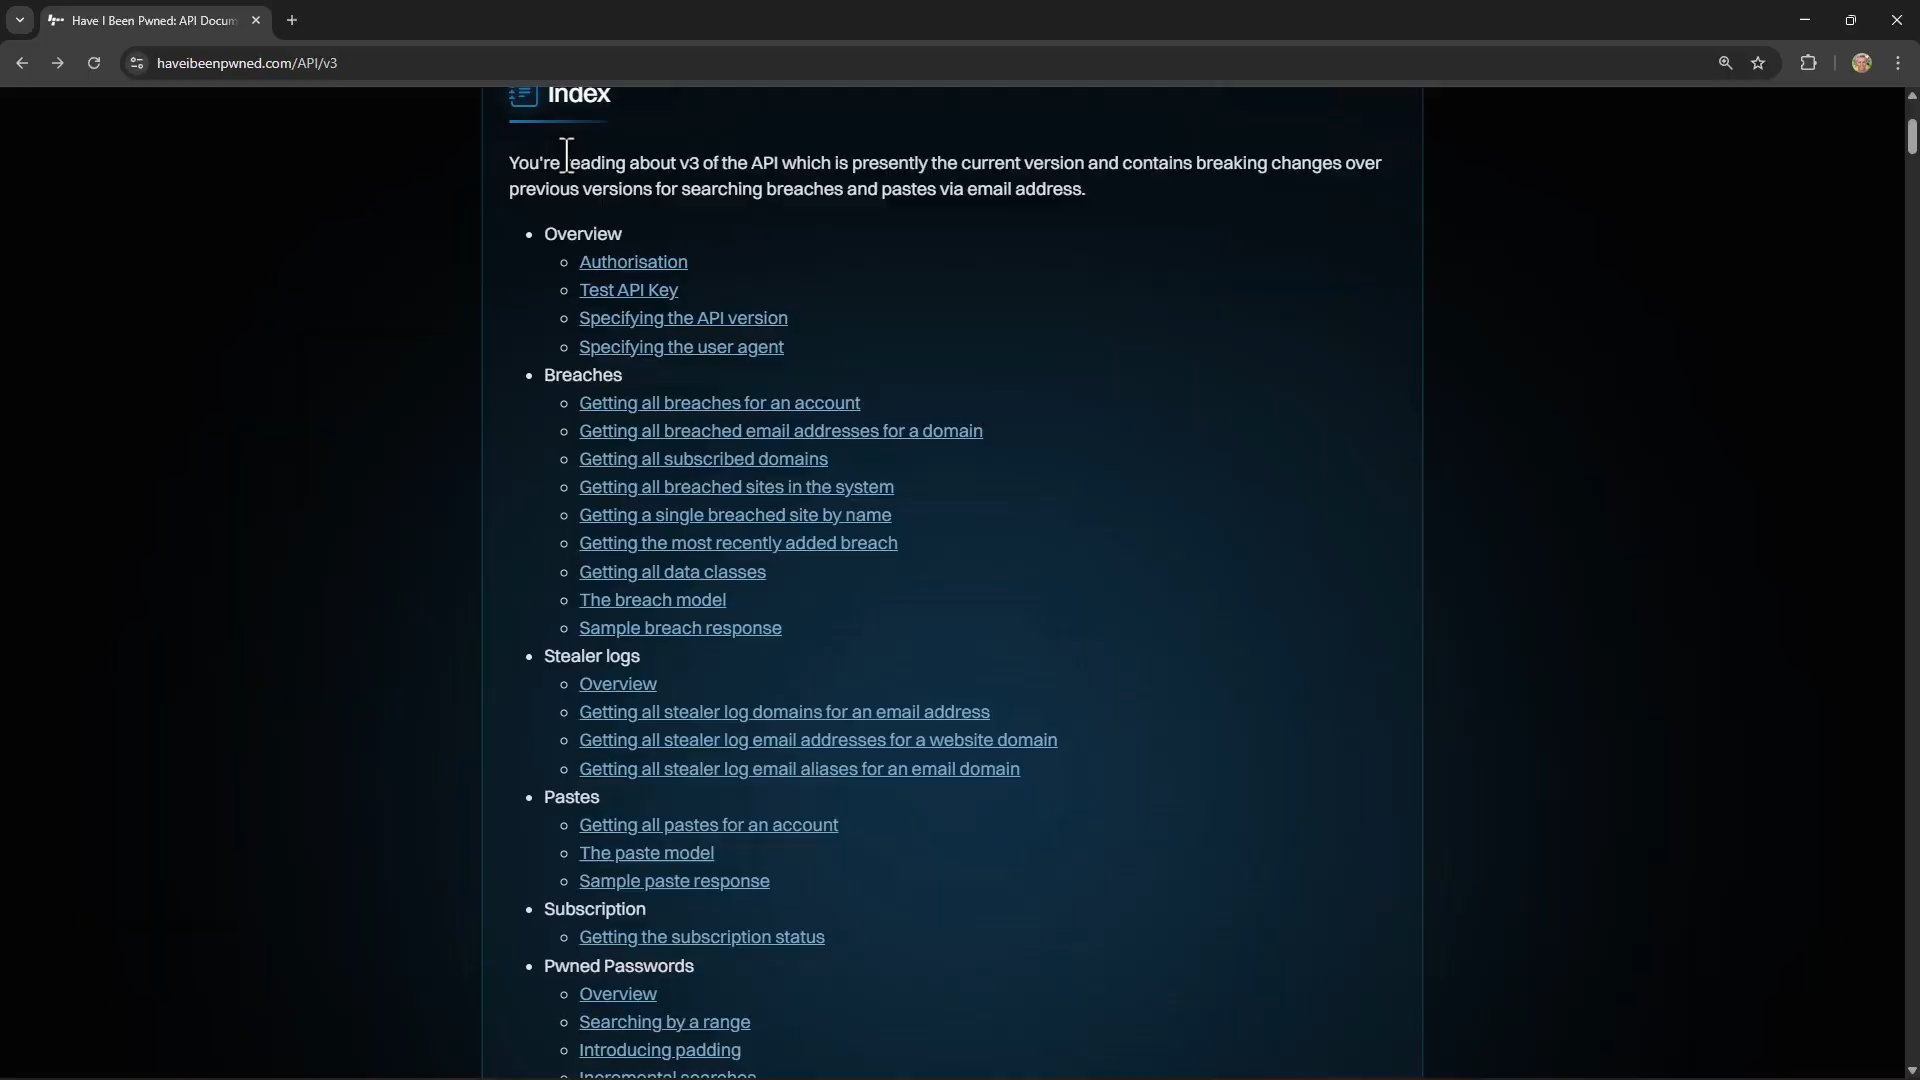 Have I Been Pwned: API Docum
haveibeenpwned.com/API/v3
Index
You're reading about v3 of the API which is presently the current version and contains breaking changes over
previous versions for searching breaches and pastes via email address.
Overview
Authorisation
Test API Key
Specifying the API version
Specifying the user agent
Breaches
Getting all breaches for an account
Getting all breached email addresses for a domain
Getting all subscribed domains
Getting all breached sites in the system
Getting a single breached site by name
Getting the most recently added breach
Getting all data classes
The breach model
Sample breach response
Stealer logs
Overview
Getting all stealer log domains for an email address
Getting all stealer log email addresses for a website domain
Getting all stealer log email aliases for an email domain
Pastes
Getting all pastes for an account
The paste model
Sample paste response
Subscription
Getting the subscription status
Pwned Passwords
Overview
Searching by a range
Introducing padding
Incremental searches